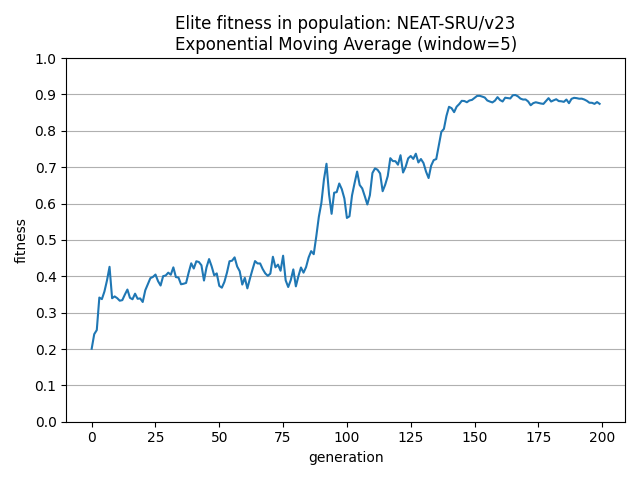 Elite fitness in population: NEAT-SRU/v23
Exponential Moving Average (window=5)
1.0
0.9
0.8
0.7
0.6
0.5
0.4
0.3
0.2
0.1
0.0
fitness
0 25 50 75 100 125 150 175 200
generation